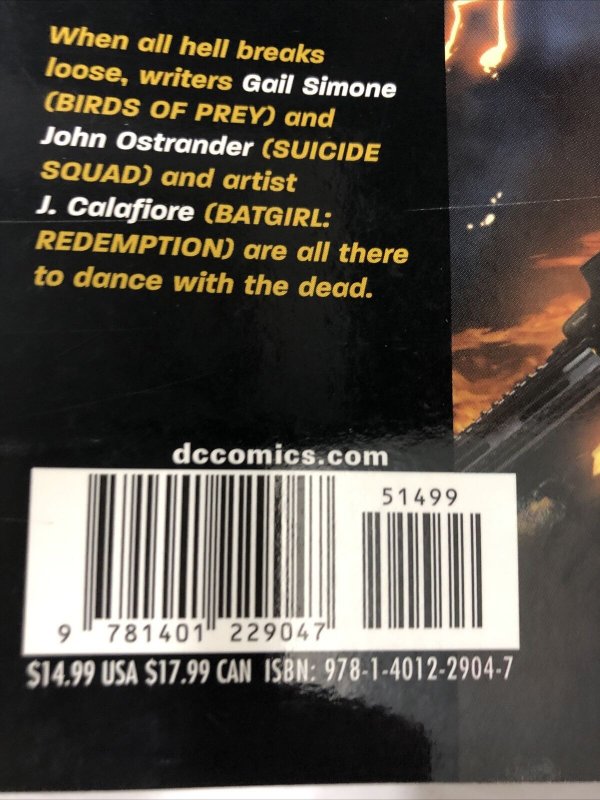 When all hell breaks
loose, writers Gail Simone
(BIRDS OF PREY) and
John Ostrander (SUICIDE
SQUAD) and artist
J. Calafiore (BATGIRL:
REDEMPTION) are all there
to dance with the dead.
dccomics.com
51499
9 781401 229047
$14.99 USA $17.99 CAN ISBN: 978-1-4012-2904-7